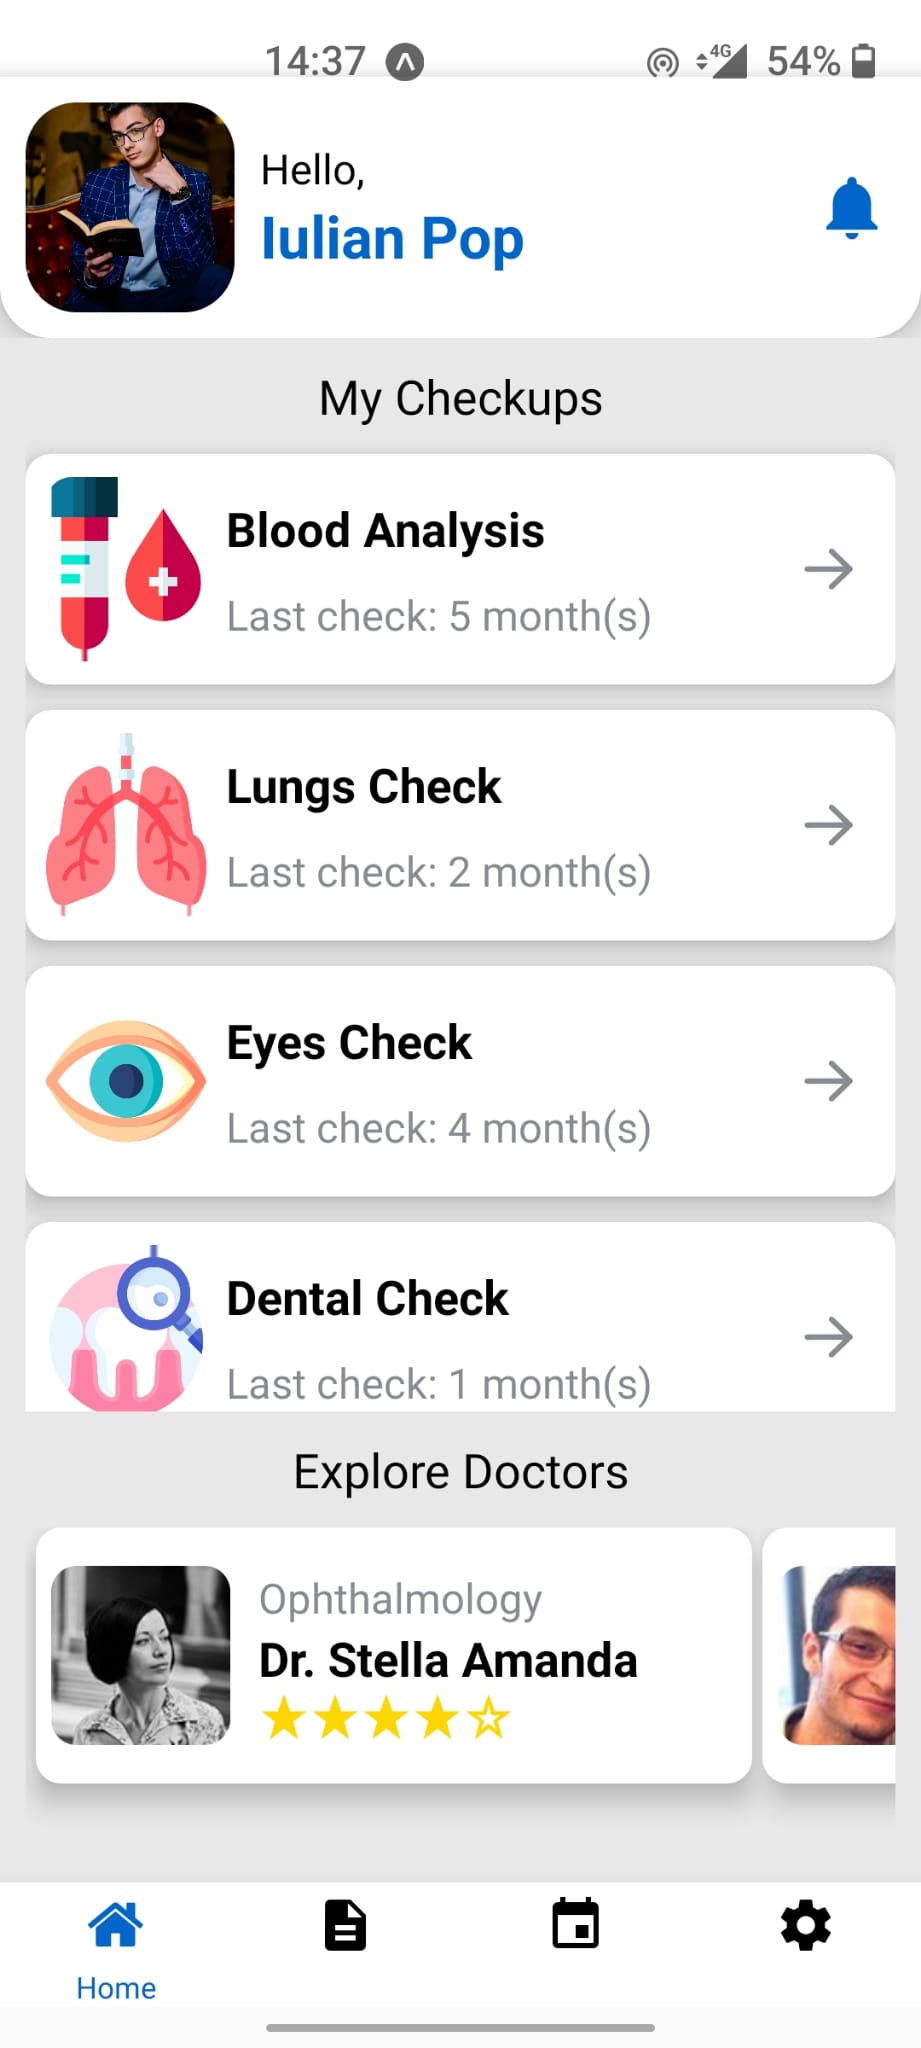 14:37 4G 54%
Hello,
Iulian Pop
My Checkups
Blood Analysis
Last check: 5 month(s)
Lungs Check
Last check: 2 month(s)
Eyes Check
Last check: 4 month(s)
Dental Check
Last check: 1 month(s)
Explore Doctors
Ophthalmology
Dr. Stella Amanda
Home